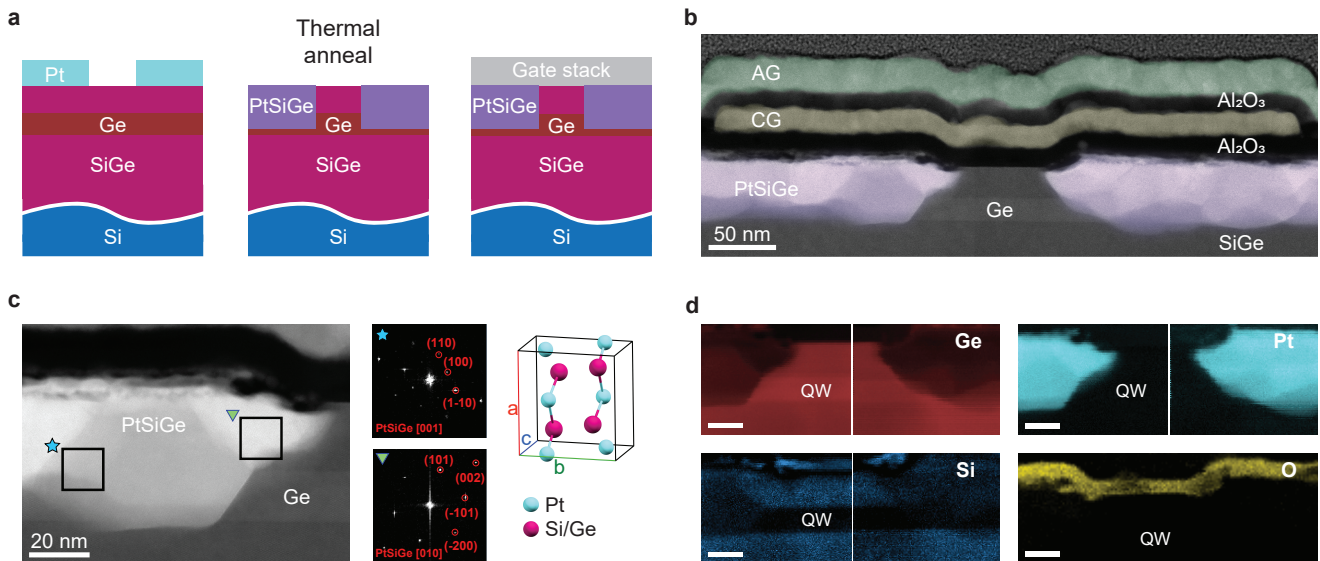 a
Thermal
anneal
Pt
Ge
SiGe
Si
PtSiGe
Ge
SiGe
Si
Gate stack
PtSiGe
Ge
SiGe
Si
b
AG
Al₂O₃
CG
Al₂O₃
PtSiGe
Ge
SiGe
50 nm
c
PtSiGe
Ge
20 nm
(110)
(100)
(1-10)
PtSiGe [001]
(101)
(002)
(-101)
(-200)
PtSiGe [010]
a
c
b
Pt
Si/Ge
d
Ge
QW
Pt
QW
Si
QW
O
QW